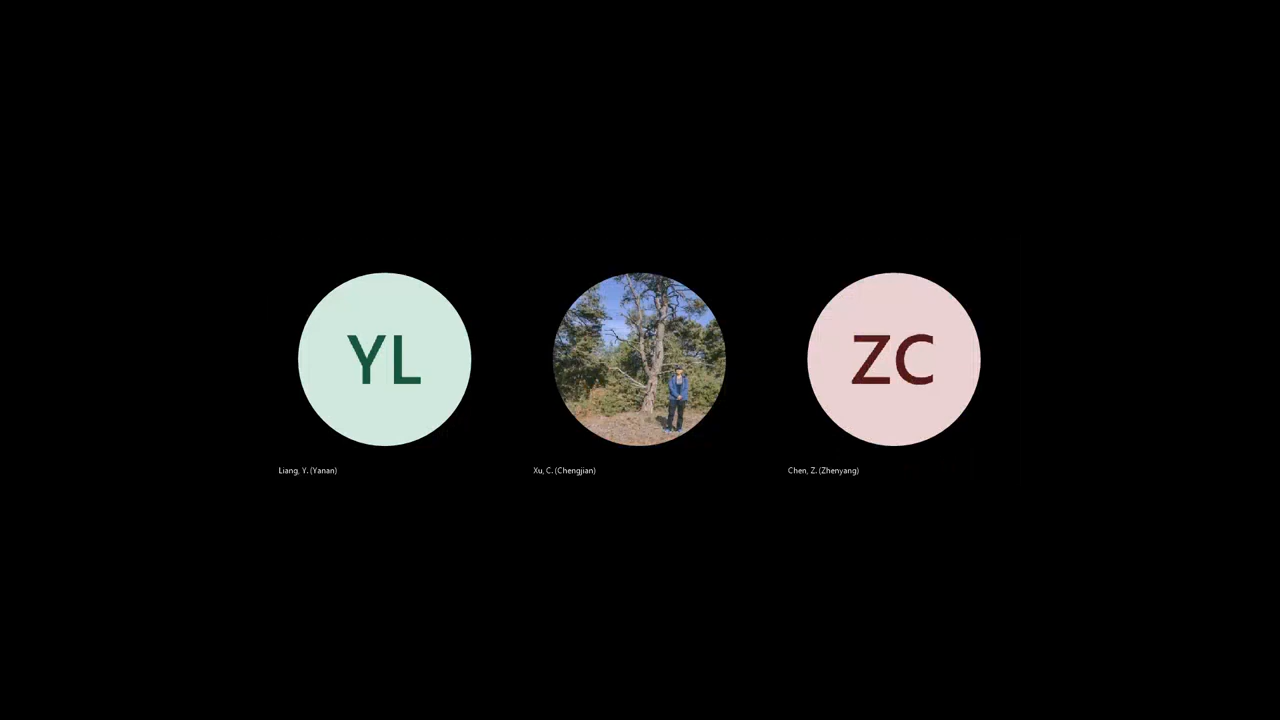 YL
ZC
Liang, Y. (Yanan)
Xu, C. (Chengjian)
Chen, Z. (Zhenyang)